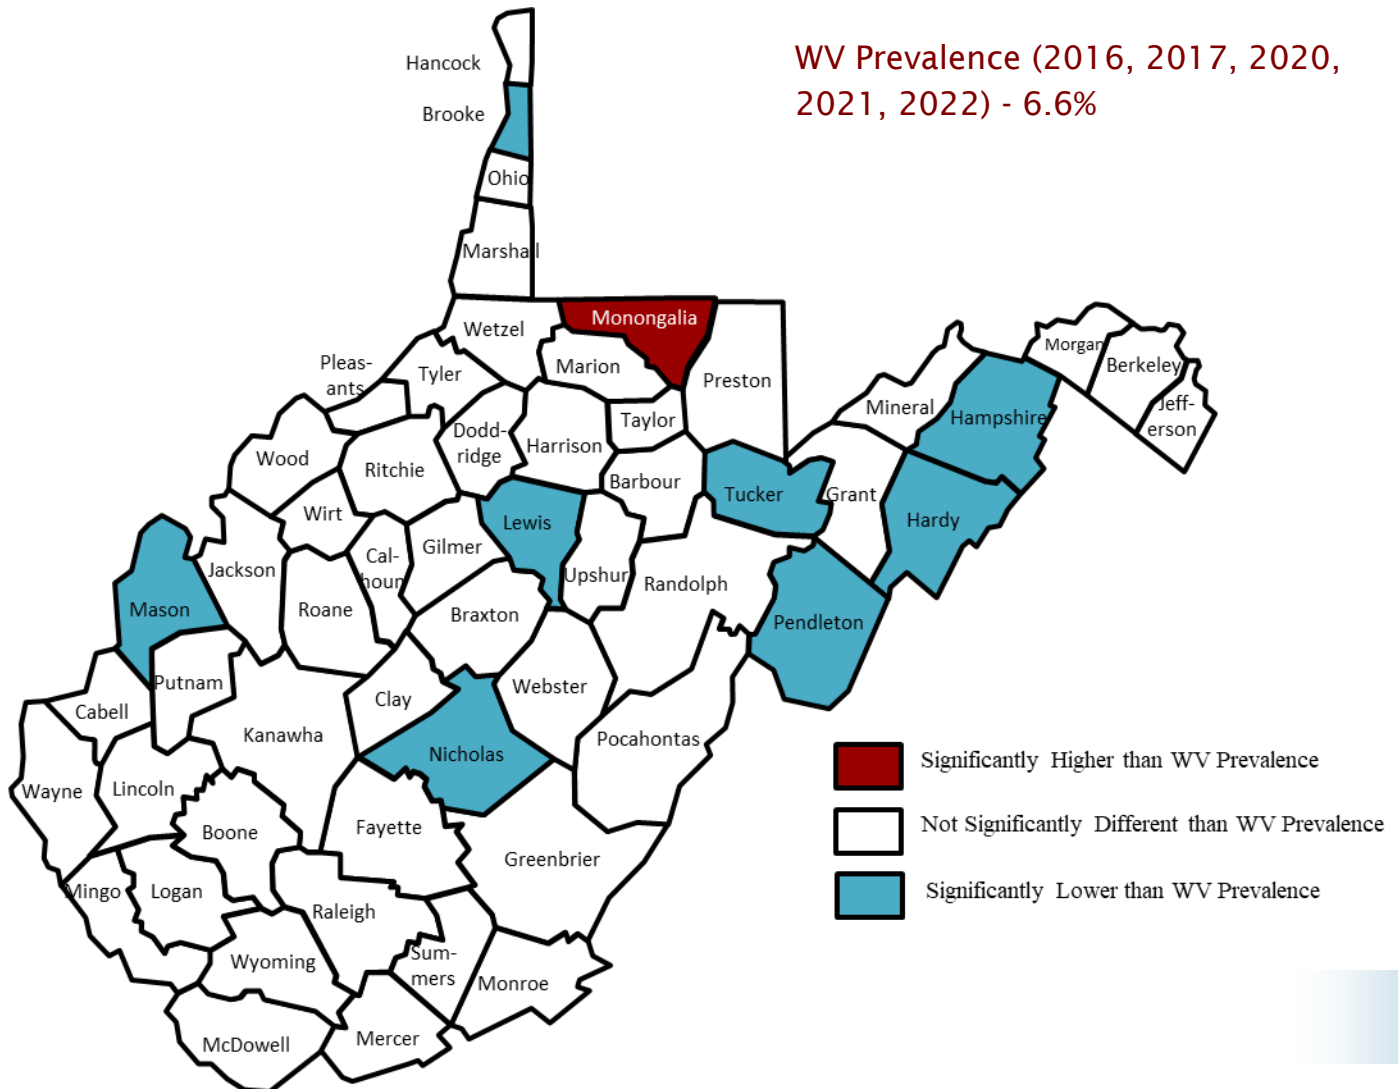 WV Prevalence (2016, 2017, 2020,
2021, 2022) - 6.6%
Hancock
Brooke
Ohio
Marshall
Wetzel
Monongalia
Marion
Preston
Pleas-
ants
Tyler
Dodd-
ridge
Harrison
Taylor
Barbour
Wood
Ritchie
Wirt
Lewis
Tucker
Grant
Mineral
Hampshire
Morgan
Berkeley
Jeff-
erson
Hardy
Gilmer
Cal-
houn
Jackson
Roane
Mason
Upshur
Randolph
Braxton
Pendleton
Putnam
Cabell
Kanawha
Clay
Webster
Nicholas
Pocahontas
Wayne
Lincoln
Boone
Fayette
Greenbrier
Mingo
Logan
Raleigh
Wyoming
Sum-
mers
Monroe
McDowell
Mercer
Significantly Higher than WV Prevalence
Not Significantly Different than WV Prevalence
Significantly Lower than WV Prevalence